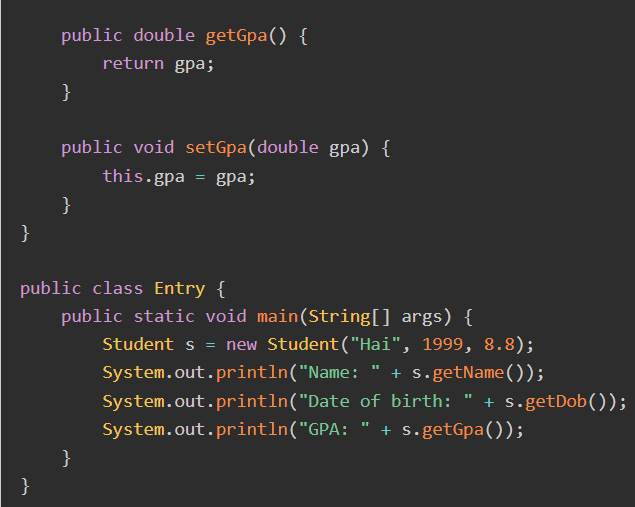 public double getGpa() {
        return gpa;
    }

    public void setGpa(double gpa) {
        this.gpa = gpa;
    }
}

public class Entry {
    public static void main(String[] args) {
        Student s = new Student("Hai", 1999, 8.8);
        System.out.println("Name: " + s.getName());
        System.out.println("Date of birth: " + s.getDob());
        System.out.println("GPA: " + s.getGpa());
    }
}